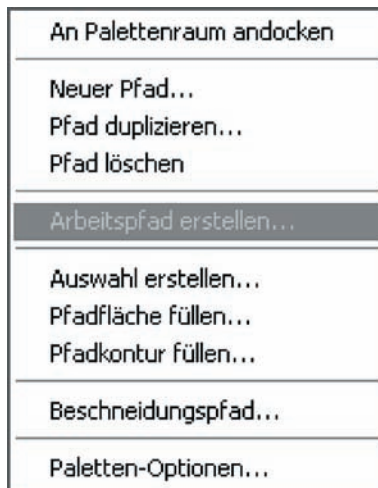 An Palettenraum andocken
Neuer Pfad...
Pfad duplizieren...
Pfad löschen
Arbeitspfad erstellen...
Auswahl erstellen...
Pfadfläche füllen...
Pfadkontur füllen...
Beschneidungspfad...
Paletten-Optionen...